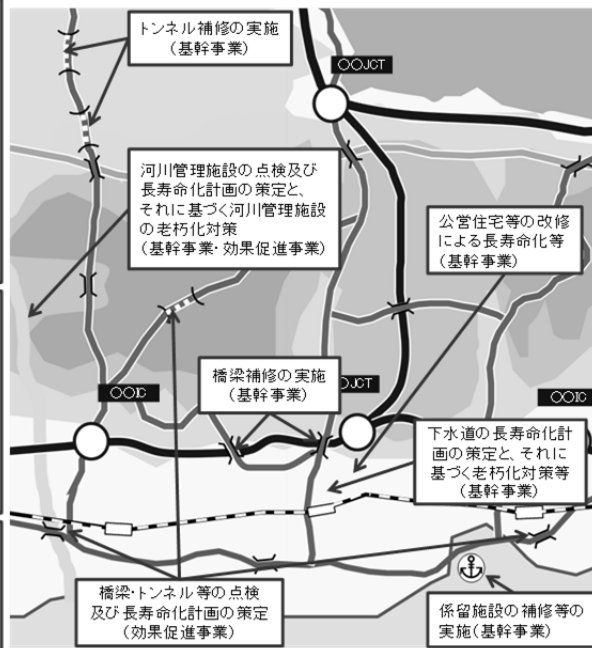 トンネル補修の実施
(基幹事業)
〇〇JCT
河川管理施設の点検及び
長寿命化計画の策定と、
それに基づく河川管理施設
の老朽化対策
(基幹事業・効果促進事業)
公営住宅等の改修
による長寿命化等
(基幹事業)
〇〇IC
橋梁補修の実施
(基幹事業)
〇JCT
〇〇IC
下水道の長寿命化計
画の策定と、それに
基づく老朽化対策等
(基幹事業)
橋梁・トンネル等の点検
及び長寿命化計画の策定
(効果促進事業)
係留施設の補修等の
実施(基幹事業)